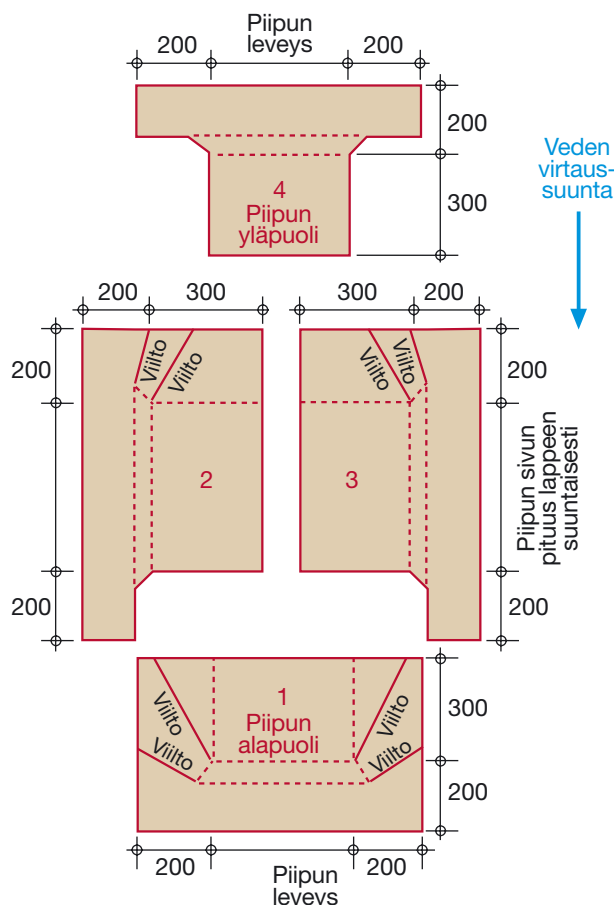 Piipun
leveys
200
200
200
300
4
Piipun
yläpuoli
Veden
virtaus-
suunta
200
300
300
200
200
Viilto
Viilto
Viilto
Viilto
200
2
3
Piipun sivun
pituus lappeen
suuntaisesti
200
200
Viilto
Viilto
1
Piipun
alapuoli
Viilto
Viilto
300
200
200
Piipun
leveys
200